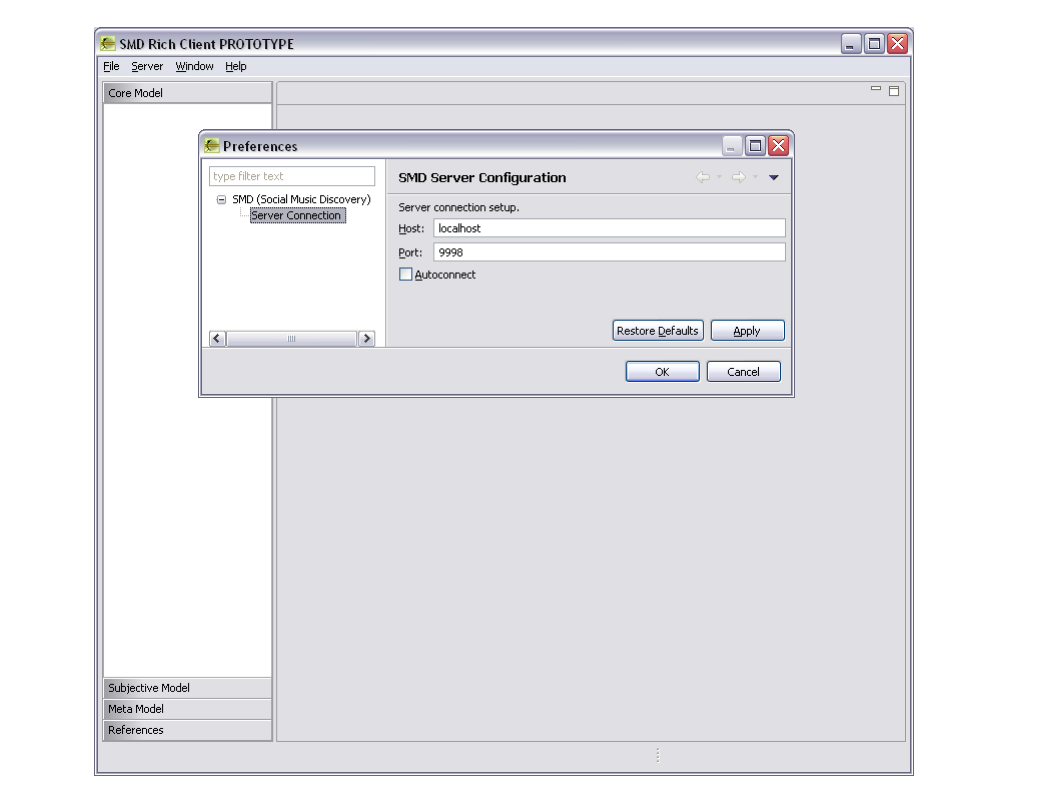 SMD Rich Client PROTOTYPE
File Server Window Help
Core Model
Preferences
type filter text
SMD (Social Music Discovery)
Server Connection
SMD Server Configuration
Server connection setup.
Host: localhost
Port: 9998
Autoconnect
Restore Defaults Apply
OK Cancel
Subjective Model
Meta Model
References